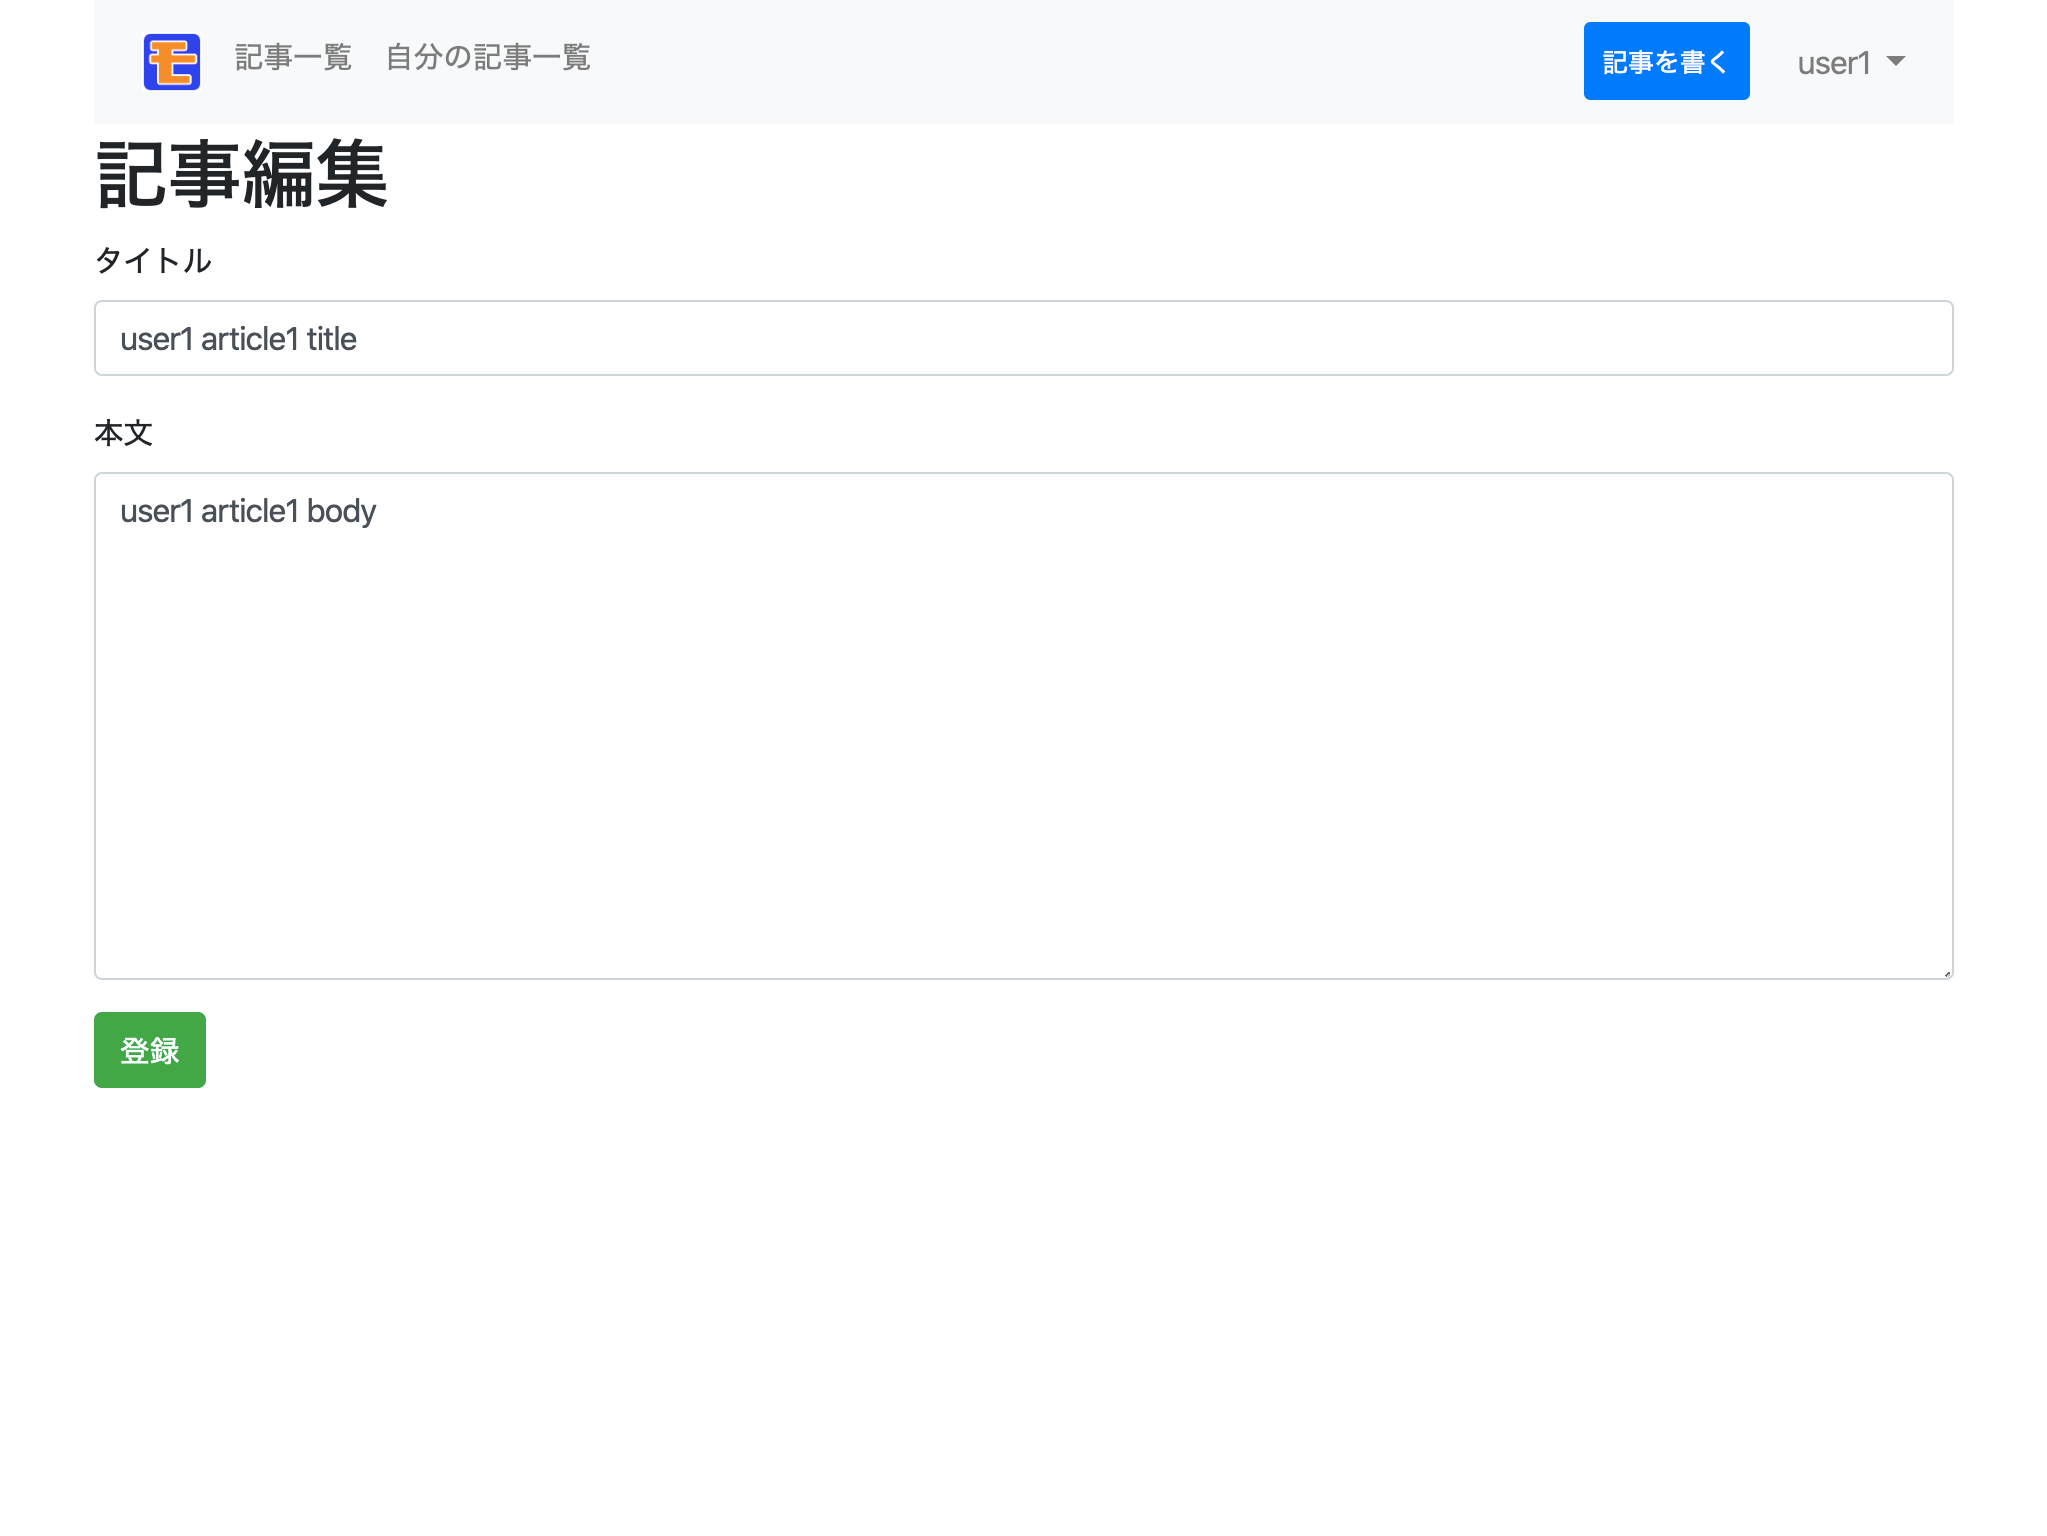 モ 記事一覧 自分の記事一覧 記事を書く user1
記事編集
タイトル
user1 article1 title
本文
user1 article1 body
登録